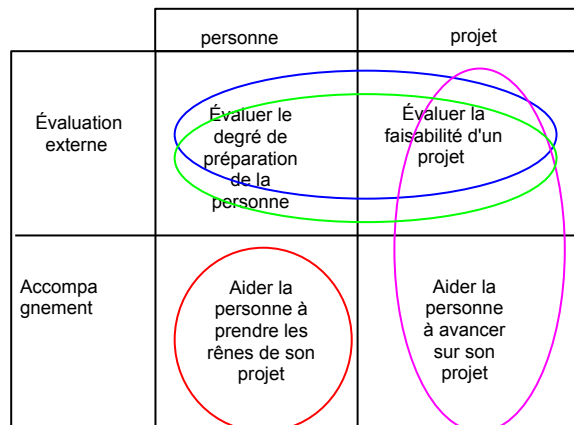 personne
projet
Évaluation
externe
Évaluer le
degré de
préparation
de la
personne
Évaluer la
faisabilité d'un
projet
Accompa
gnement
Aider la
personne à
prendre les
rênes de son
projet
Aider la
personne
à avancer
sur son
projet